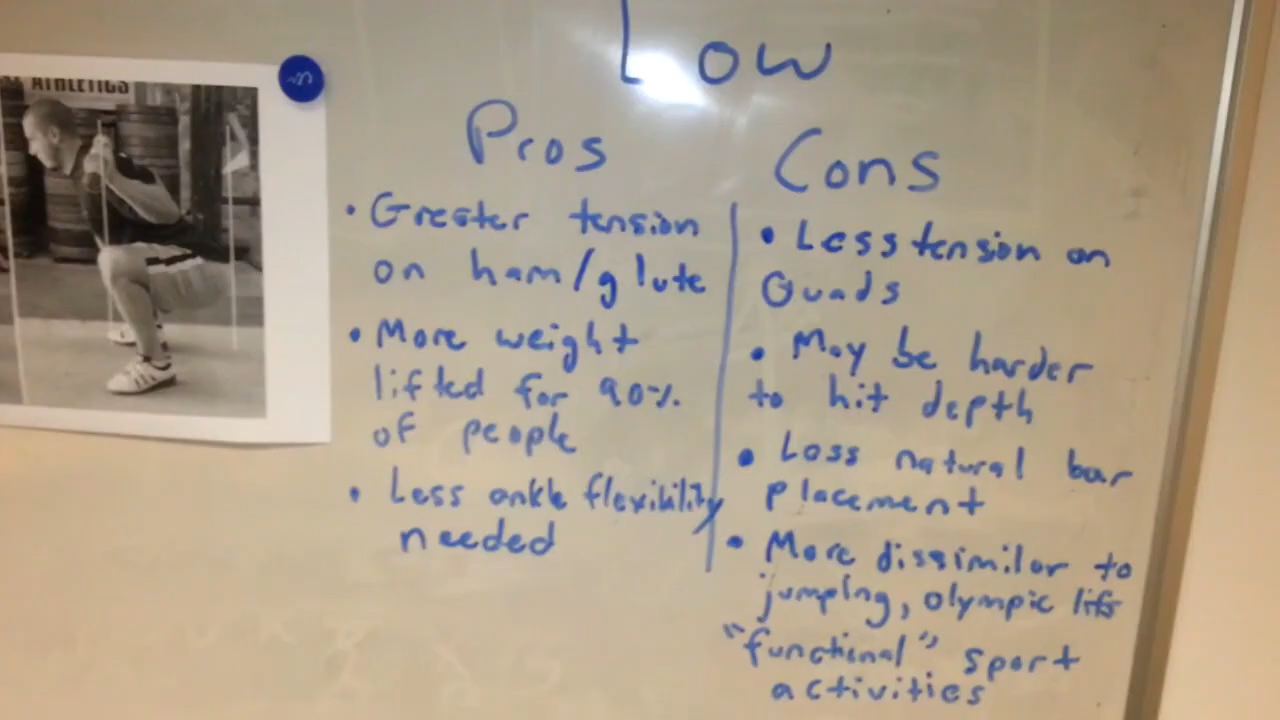 Low
ATHLETICS
Pros
• Greater tension
on ham/glute
• More weight
lifted for 90%
of people
• Less ankle flexibility
needed
Cons
• Less tension on
Quads
• May be harder
to hit depth
• Less natural bar
placement
• More dissimilar to
jumping, olympic lifts
"functional" sport
activities